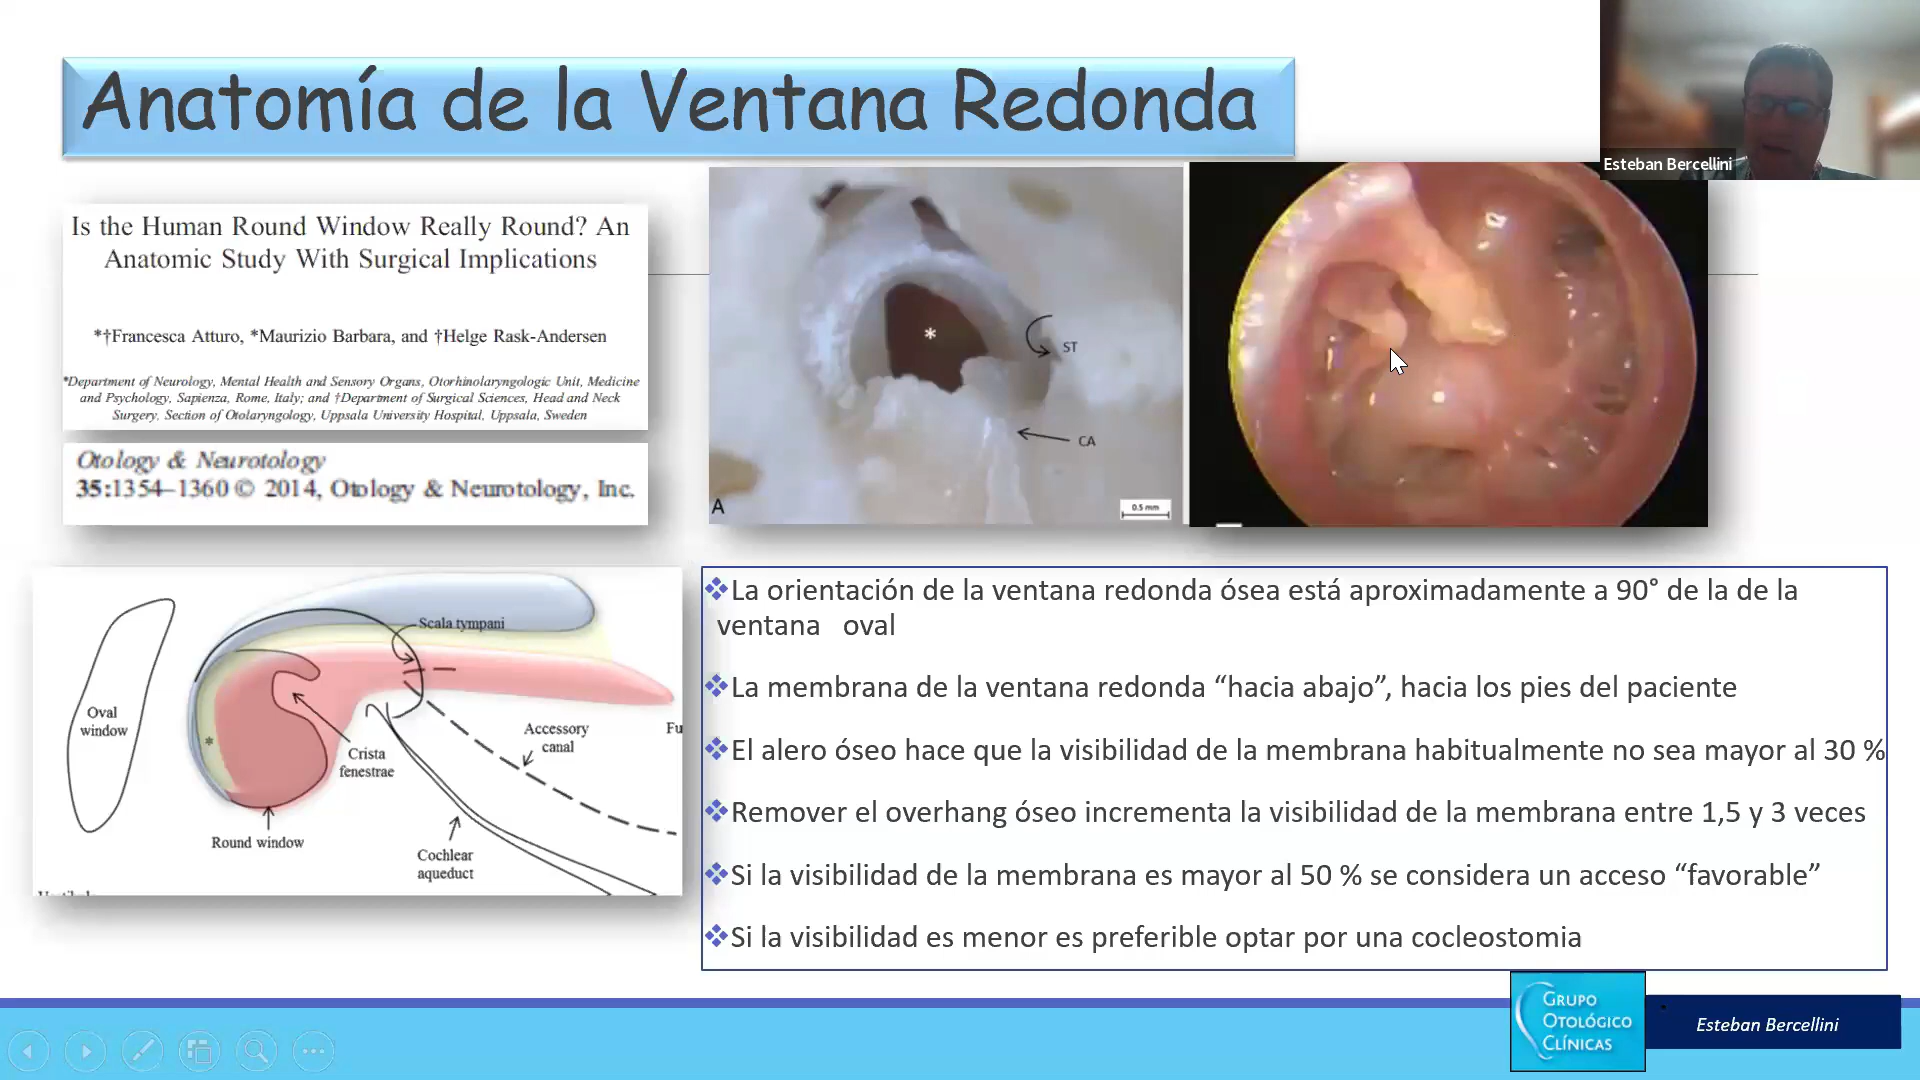 Anatomía de la Ventana Redonda
Esteban Bercellini
Is the Human Round Window Really Round? An
Anatomic Study With Surgical Implications
*†Francesca Atturo, *Maurizio Barbara, and †Helge Rask-Andersen
*Department of Neurology, Mental Health and Sensory Organs, Otorhinolaryngologic Unit, Medicine
and Psychology, Sapienza, Rome, Italy; and †Department of Surgical Sciences, Head and Neck
Surgery, Section of Otolaryngology, Uppsala University Hospital, Uppsala, Sweden
Otology & Neurotology
35:1354–1360 © 2014, Otology & Neurotology, Inc.
*
ST
CA
A
0.5 mm
Scala tympani
Oval
window
Accessory
canal
Fu
Crista
fenestrae
*
Round window
Cochlear
aqueduct
❖La orientación de la ventana redonda ósea está aproximadamente a 90° de la de la
ventana oval
❖La membrana de la ventana redonda “hacia abajo”, hacia los pies del paciente
❖El alero óseo hace que la visibilidad de la membrana habitualmente no sea mayor al 30 %
❖Remover el overhang óseo incrementa la visibilidad de la membrana entre 1,5 y 3 veces
❖Si la visibilidad de la membrana es mayor al 50 % se considera un acceso “favorable”
❖Si la visibilidad es menor es preferible optar por una cocleostomia
GRUPO
OTOLÓGICO
CLÍNICAS
Esteban Bercellini